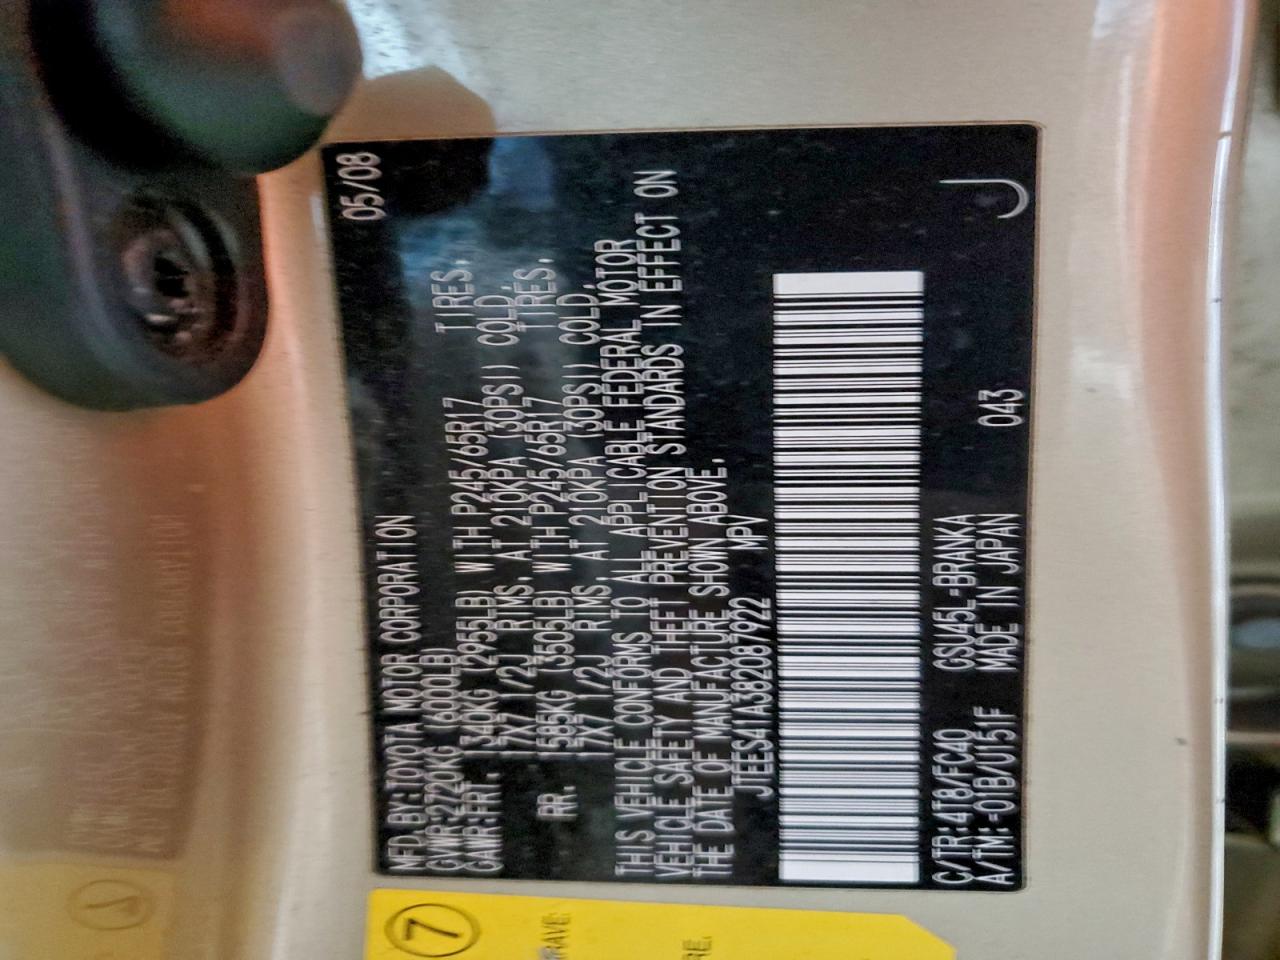 05/08
MFD. BY:TOYOTA MOTOR CORPORATION
GVWR:2720KG (6000LB)
GAWR:FRT. 1340KG (2955LB) WITH P245/65R17 TIRES,
17X7 1/2J RIMS, AT 210KPA (30PSI) COLD,
RR. 1585KG (3505LB) WITH P245/65R17 TIRES,
17X7 1/2J RIMS, AT 210KPA (30PSI) COLD,
THIS VEHICLE CONFORMS TO ALL APPLICABLE FEDERAL MOTOR
VEHICLE SAFETY AND THEFT PREVENTION STANDARDS IN EFFECT ON
THE DATE OF MANUFACTURE SHOWN ABOVE.
JTEES41A382087922 MPV
C/TR:4T8/FC40 GSU45L-BRANKA
A/TM:-01B/U151F MADE IN JAPAN 043
J
7
RAVE:
RE.